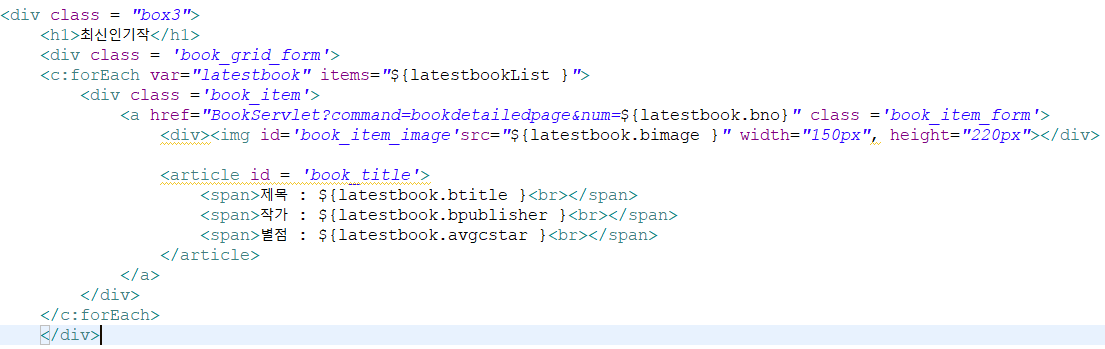 <div class = "box3">
<h1>최신인기작</h1>
<div class = 'book_grid_form'>
<c:forEach var="latestbook" items="${latestbookList }">
<div class ='book_item'>
<a href="BookServlet?command=bookdetailedpage&num=${latestbook.bno}" class ='book_item_form'>
<div><img id='book_item_image'src="${latestbook.bimage }" width="150px", height="220px"></div>
<article id = 'book_title'>
<span>제목 : ${latestbook.btitle }<br></span>
<span>작가 : ${latestbook.bpublisher }<br></span>
<span>별점 : ${latestbook.avgcstar }<br></span>
</article>
</a>
</div>
</c:forEach>
</div>